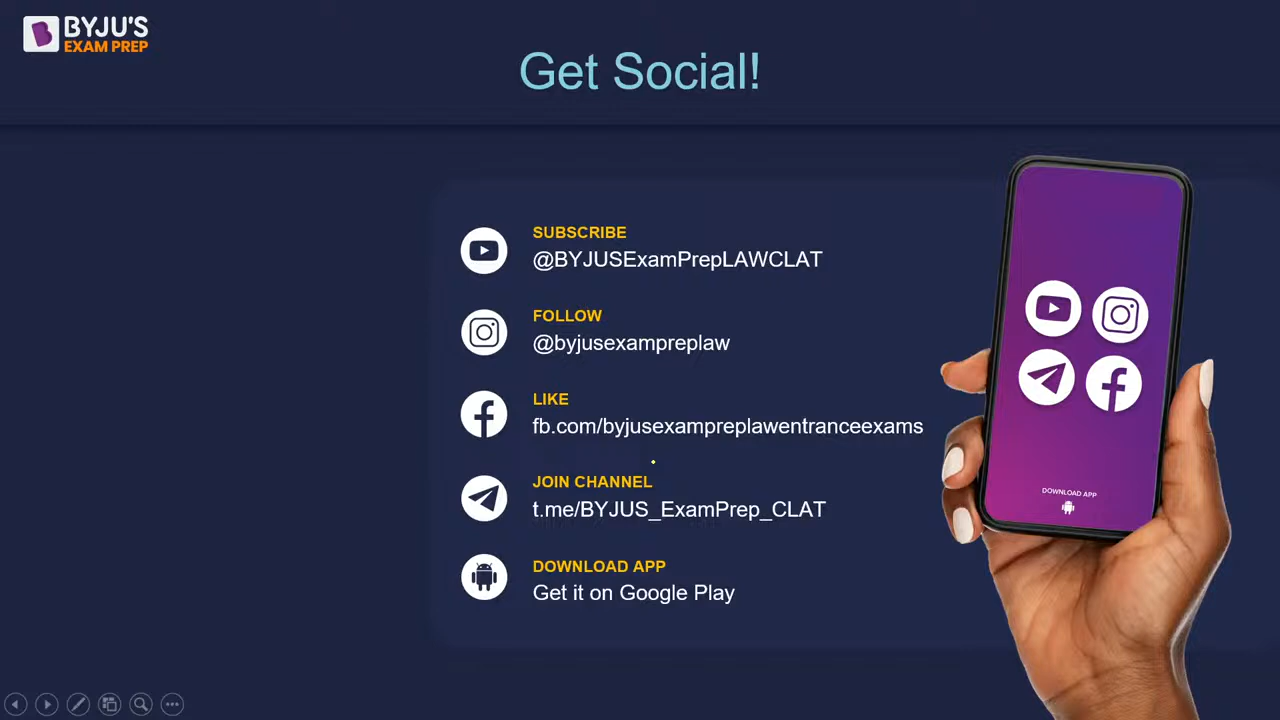 BYJU'S
EXAM PREP
Get Social!
SUBSCRIBE
@BYJUSExamPrepLAWCLAT
FOLLOW
@byjusexampreplaw
LIKE
fb.com/byjusexampreplawentranceexams
JOIN CHANNEL
t.me/BYJUS_ExamPrep_CLAT
DOWNLOAD APP
Get it on Google Play
DOWNLOAD APP